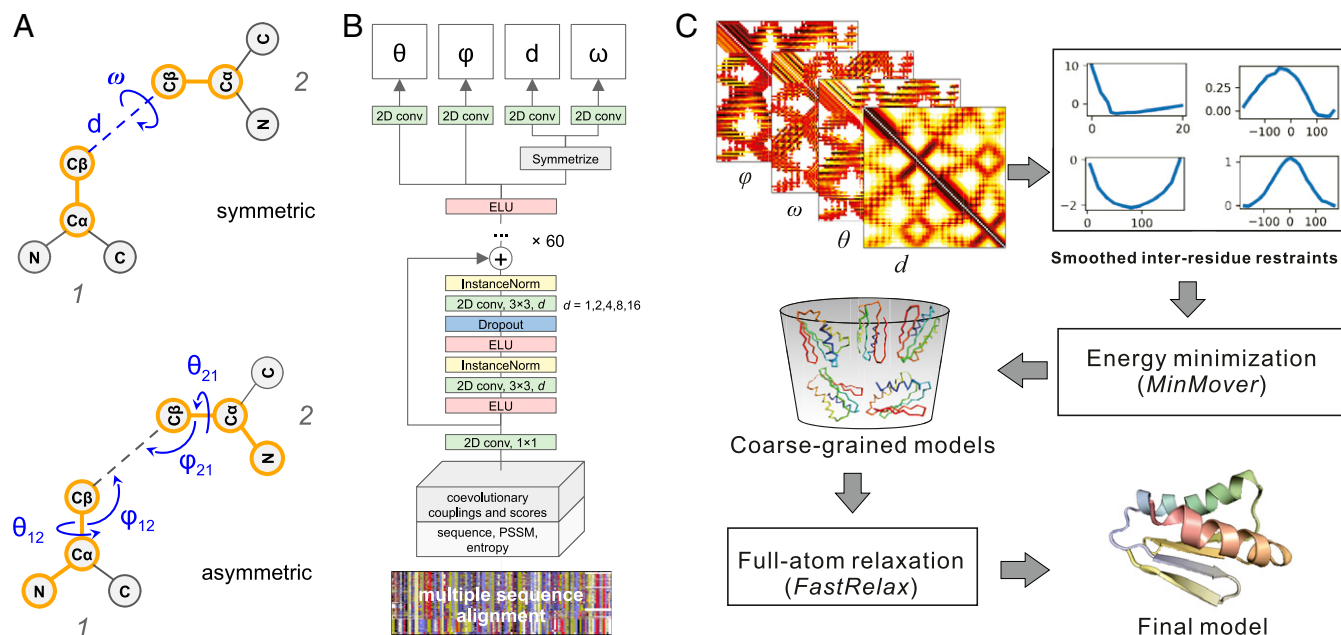 A
ω
d
Cβ
Cα
C
N
2
Cβ
Cα
N
C
1
symmetric
θ21
C
Cβ
Cα
2
N
φ21
Cβ
θ12
φ12
Cα
N
C
1
asymmetric
B
θ φ d ω
2D conv 2D conv 2D conv 2D conv
Symmetrize
ELU
...
× 60
+
InstanceNorm
2D conv, 3×3, d
d = 1,2,4,8,16
Dropout
ELU
InstanceNorm
2D conv, 3×3, d
ELU
2D conv, 1×1
coevolutionary
couplings and scores
sequence, PSSM,
entropy
multiple sequence
alignment
C
φ
ω
θ
d
10
0
0 20
0.25
0.00
−100 0 100
0
−2
100
1
0
−100 0 100
Smoothed inter-residue restraints
Energy minimization
(MinMover)
Coarse-grained models
Full-atom relaxation
(FastRelax)
Final model